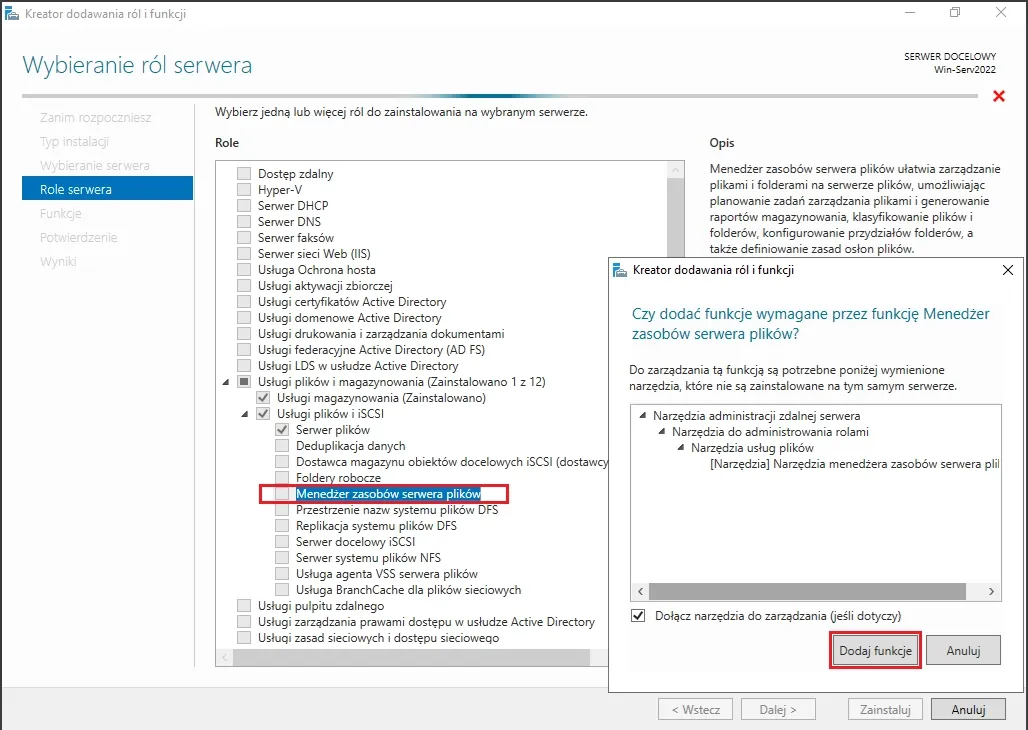 Kreator dodawania ról i funkcji
Wybieranie ról serwera
SERWER DOCELOWY
Win-Serv2022
Zanim rozpoczniesz
Typ instalacji
Wybieranie serwera
Role serwera
Funkcje
Potwierdzenie
Wyniki
Wybierz jedną lub więcej ról do zainstalowania na wybranym serwerze.
Role
Dostęp zdalny
Hyper-V
Serwer DHCP
Serwer DNS
Serwer faksów
Serwer sieci Web (IIS)
Usługa Ochrona hosta
Usługi aktywacji zbiorczej
Usługi certyfikatów Active Directory
Usługi domenowe Active Directory
Usługi drukowania i zarządzania dokumentami
Usługi federacyjne Active Directory (AD FS)
Usługi LDS w usłudze Active Directory
Usługi plików i magazynowania (Zainstalowano 1 z 12)
Usługi magazynowania (Zainstalowano)
Usługi plików i iSCSI
Serwer plików
Deduplikacja danych
Dostawca magazynu obiektów docelowych iSCSI (dostawcy
Foldery robocze
Menedżer zasobów serwera plików
Przestrzenie nazw systemu plików DFS
Replikacja systemu plików DFS
Serwer docelowy iSCSI
Serwer systemu plików NFS
Usługa agenta VSS serwera plików
Usługa BranchCache dla plików sieciowych
Usługi pulpitu zdalnego
Usługi zarządzania prawami dostępu w usłudze Active Directory
Usługi zasad sieciowych i dostępu sieciowego
Opis
Menedżer zasobów serwera plików ułatwia zarządzanie
plikami i folderami na serwerze plików, umożliwiając
planowanie zadań zarządzania plikami i generowanie
raportów magazynowania, klasyfikowanie plików i
folderów, konfigurowanie przydziałów folderów, a
także definiowanie zasad osłon plików.
Kreator dodawania ról i funkcji
Czy dodać funkcje wymagane przez funkcję Menedżer
zasobów serwera plików?
Do zarządzania tą funkcją są potrzebne poniżej wymienione
narzędzia, które nie są zainstalowane na tym samym serwerze.
Narzędzia administracji zdalnej serwera
Narzędzia do administrowania rolami
Narzędzia usług plików
[Narzędzia] Narzędzia menedżera zasobów serwera pli
Dołącz narzędzia do zarządzania (jeśli dotyczy)
Dodaj funkcje
Anuluj
< Wstecz
Dalej >
Zainstaluj
Anuluj